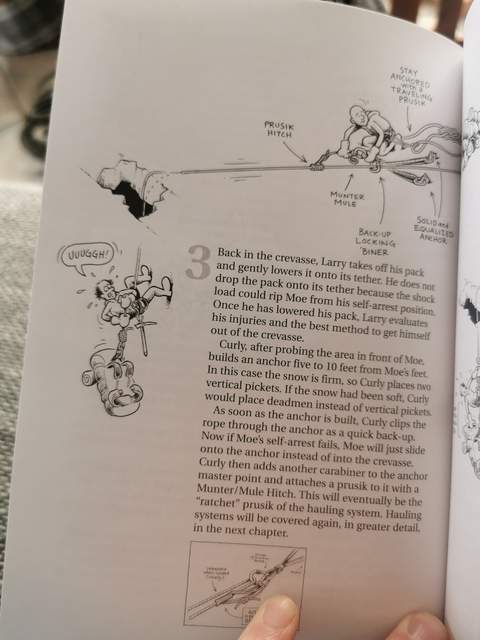 STAY
ANCHORED
with a
TRAVELING
PRUSIK
PRUSIK
HITCH
MUNTER
MULE
BACK-UP
LOCKING
'BINER
SOLID and
EQUALIZED
ANCHOR
UUUGGH!
3
Back in the crevasse, Larry takes off his pack
and gently lowers it onto its tether. He does not
drop the pack onto its tether because the shock
load could rip Moe from his self-arrest position.
Once he has lowered his pack, Larry evaluates
his injuries and the best method to get himself
out of the crevasse.
Curly, after probing the area in front of Moe,
builds an anchor five to 10 feet from Moe's feet.
In this case the snow is firm, so Curly places two
vertical pickets. If the snow had been soft, Curly
would place deadmen instead of vertical pickets.
As soon as the anchor is built, Curly clips the
rope through the anchor as a quick back-up.
Now if Moe's self-arrest fails, Moe will just slide
onto the anchor instead of into the crevasse.
Curly then adds another carabiner to the anchor
master point and attaches a prusik to it with a
Munter/Mule Hitch. This will eventually be the
"ratchet" prusik of the hauling system. Hauling
systems will be covered again, in greater detail,
in the next chapter.